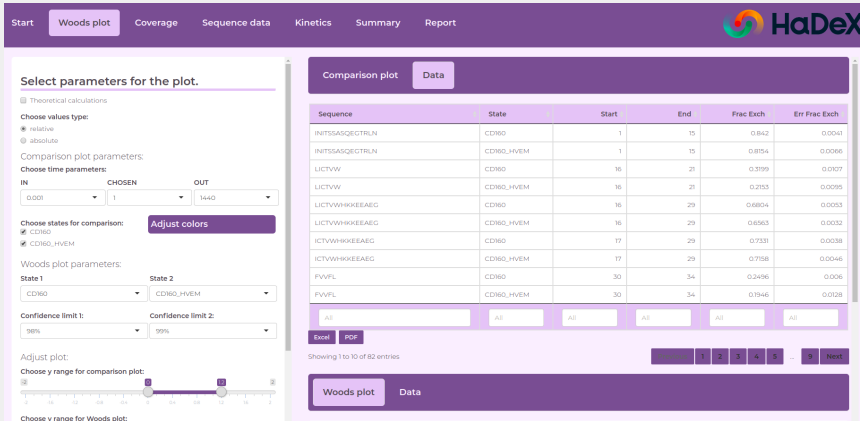 Start Woods plot Coverage Sequence data Kinetics Summary Report HaDeX
Select parameters for the plot.
Theoretical calculations
Choose values type:
relative
absolute
Comparison plot parameters:
Choose time parameters:
IN CHOSEN OUT
0.001 1 1440
Choose states for comparison:
CD160
CD160_HVEM
Adjust colors
Woods plot parameters:
State 1 State 2
CD160 CD160_HVEM
Confidence limit 1: Confidence limit 2:
98% 99%
Adjust plot:
Choose y range for comparison plot:
Choose y range for Woods plot:
Comparison plot Data
Sequence State Start End Frac Exch Err Frac Exch
INITSSASQEGTRLN CD160 1 15 0.842 0.0041
INITSSASQEGTRLN CD160_HVEM 1 15 0.8154 0.0066
LICTVW CD160 16 21 0.3199 0.0107
LICTVW CD160_HVEM 16 21 0.2153 0.0095
LICTVWHKKEEAEG CD160 16 29 0.6804 0.0053
LICTVWHKKEEAEG CD160_HVEM 16 29 0.6563 0.0032
ICTVWHKKEEAEG CD160 17 29 0.7331 0.0038
ICTVWHKKEEAEG CD160_HVEM 17 29 0.7158 0.0046
FVVFL CD160 30 34 0.2496 0.006
FVVFL CD160_HVEM 30 34 0.1946 0.0128
All All All All All All
Excel PDF
Showing 1 to 10 of 82 entries
1 2 3 4 5 ... 9 Next
Woods plot Data